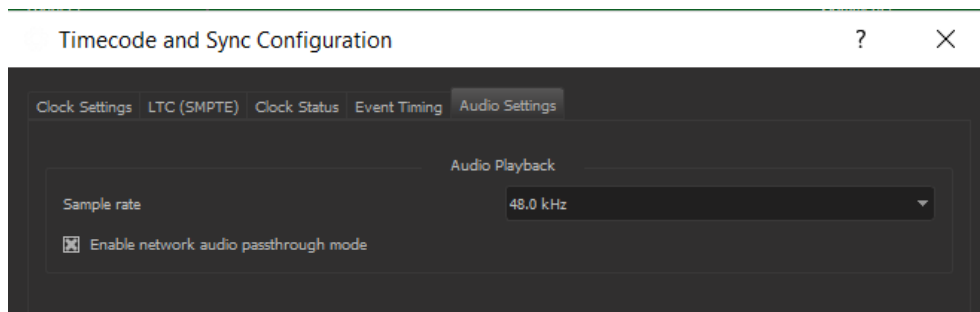 Timecode and Sync Configuration ? ×
Clock Settings LTC (SMPTE) Clock Status Event Timing Audio Settings
Audio Playback
Sample rate 48.0 kHz
Enable network audio passthrough mode